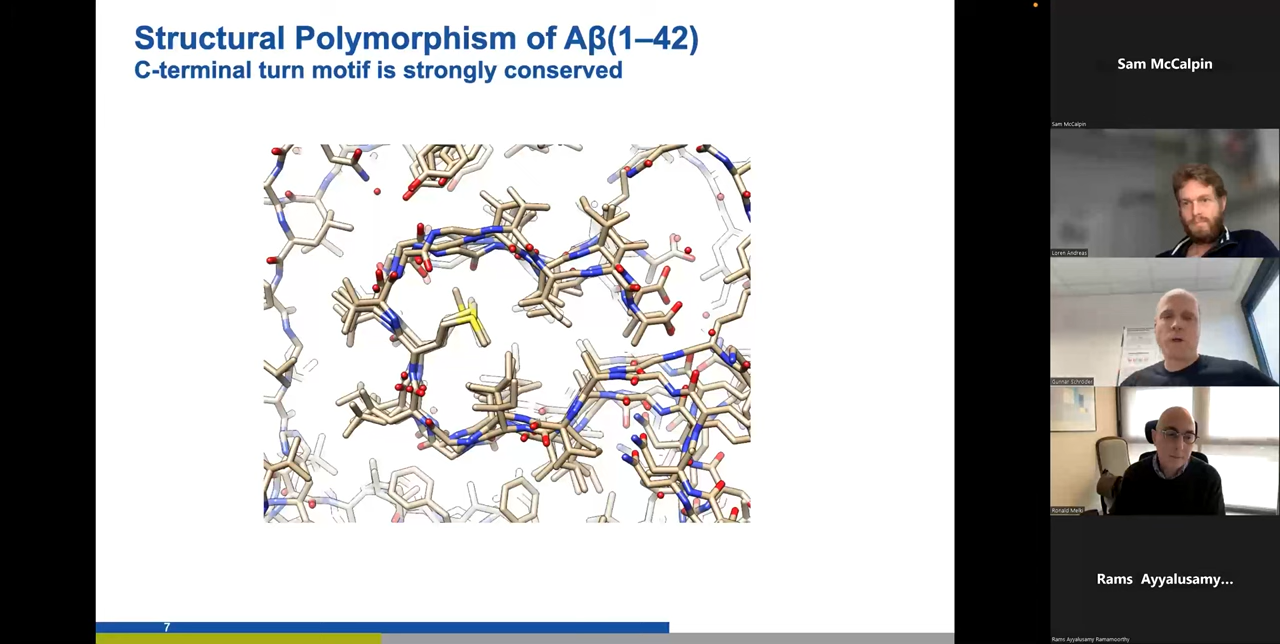 Structural Polymorphism of Aβ(1–42)
C-terminal turn motif is strongly conserved
7
Sam McCalpin
Sam McCalpin
Loren Andreas
Gunnar Schröder
Ronald Melki
Rams Ayyalusamy...
Rams Ayyalusamy Ramamoorthy